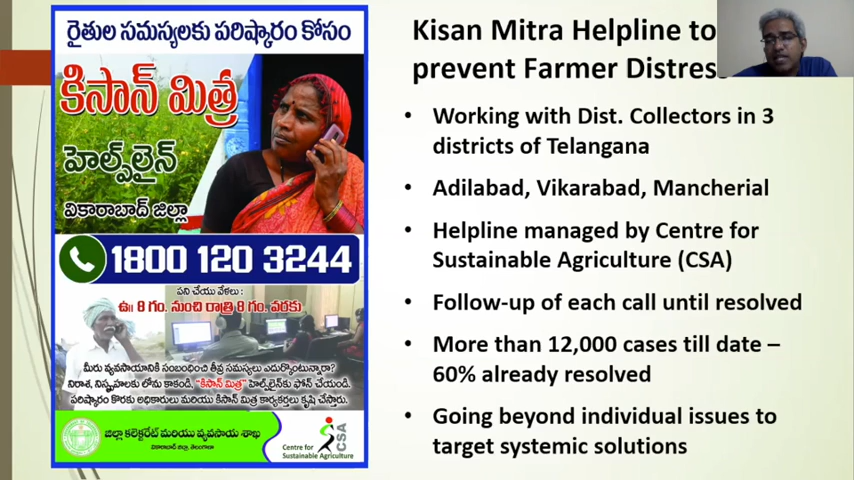 రైతుల సమస్యలకు పరిష్కారం కోసం
కిసాన్ మిత్ర
హెల్ప్‌లైన్
వికారాబాద్ జిల్లా
1800 120 3244
పని చేయు వేళలు :
ఉ॥ 8 గం. నుంచి రాత్రి 8 గం. వరకు
మీరు వ్యవసాయానికి సంబంధించి తీవ్ర సమస్యలు ఎదుర్కొంటున్నారా?
నిరాశ, నిస్పృహలకు లోను కాకండి. "కిసాన్ మిత్ర" హెల్ప్‌లైన్‌కు ఫోన్ చేయండి.
పరిష్కారం కొరకు అధికారులు మరియు కిసాన్ మిత్ర కార్యకర్తలు కృషి చేస్తారు.
జిల్లా కలెక్టరేట్ మరియు వ్యవసాయ శాఖ
వికారాబాద్ జిల్లా, తెలంగాణ
Centre for
Sustainable Agriculture
CSA
Kisan Mitra Helpline to
prevent Farmer Distress
• Working with Dist. Collectors in 3
districts of Telangana
• Adilabad, Vikarabad, Mancherial
• Helpline managed by Centre for
Sustainable Agriculture (CSA)
• Follow-up of each call until resolved
• More than 12,000 cases till date –
60% already resolved
• Going beyond individual issues to
target systemic solutions